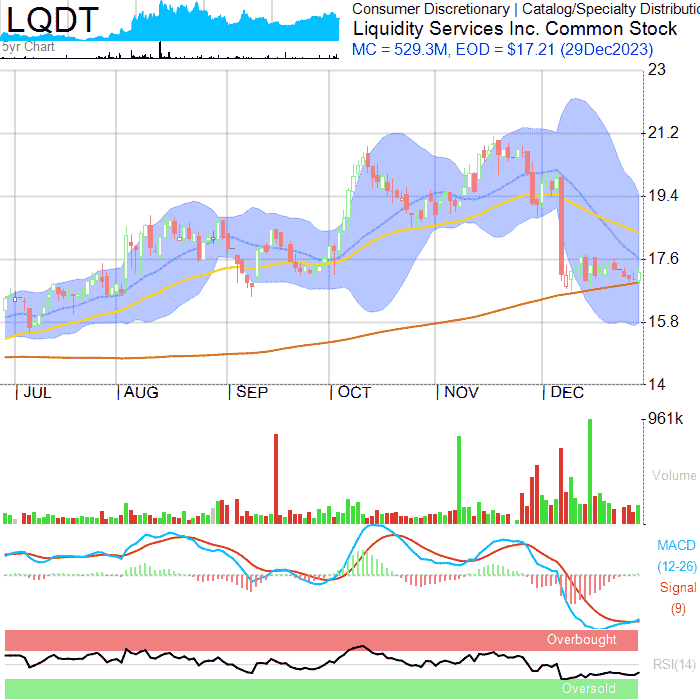 LQDT
5yr Chart
Consumer Discretionary | Catalog/Specialty Distributio
Liquidity Services Inc. Common Stock
MC = 529.3M, EOD = $17.21 (29Dec2023)
23
21.2
19.4
17.6
15.8
14
JUL AUG SEP OCT NOV DEC
961k
Volume
MACD
(12-26)
Signal
(9)
Overbought
RSI(14)
Oversold